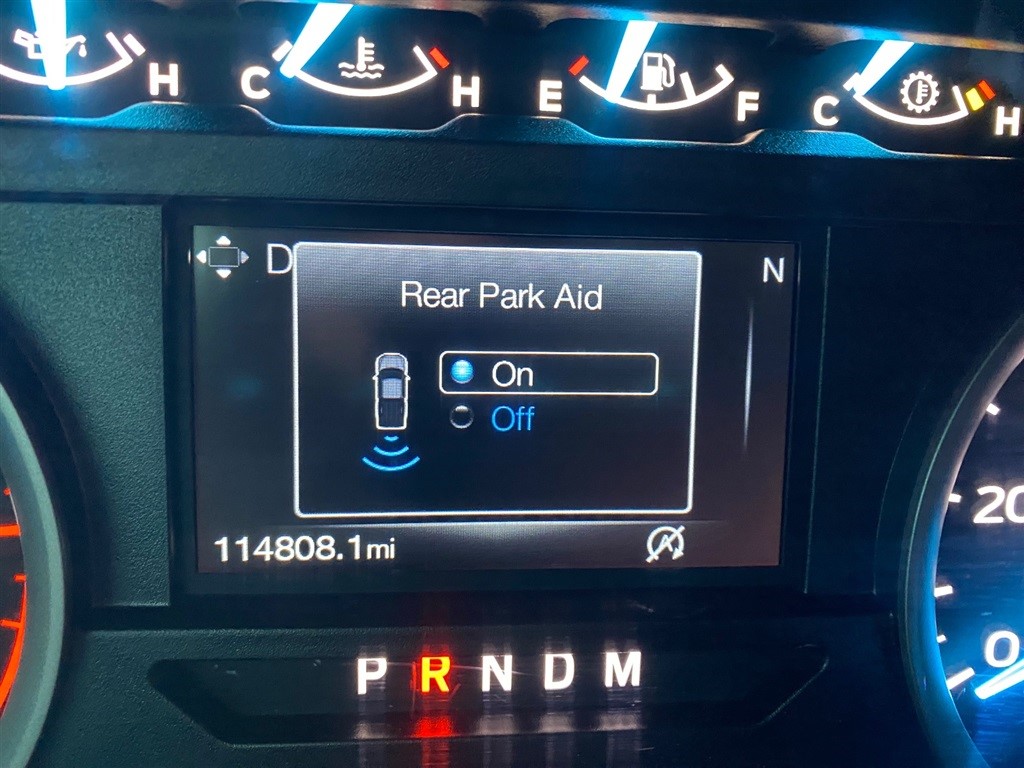 H C H E F C H
D N
Rear Park Aid
On
Off
114808.1mi
20
0
P R N D M